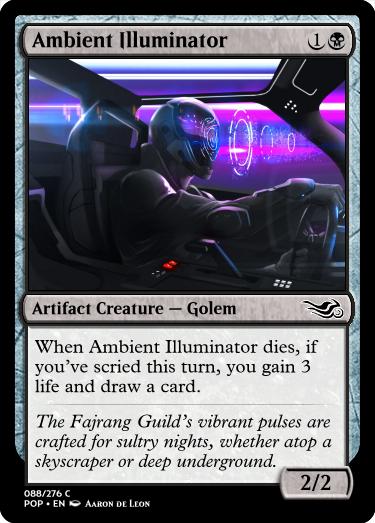 Ambient Illuminator 1
Artifact Creature — Golem
When Ambient Illuminator dies, if
you've scried this turn, you gain 3
life and draw a card.
The Fajrang Guild's vibrant pulses are
crafted for sultry nights, whether atop a
skyscraper or deep underground.
2/2
088/276 C
POP • EN Aaron de Leon